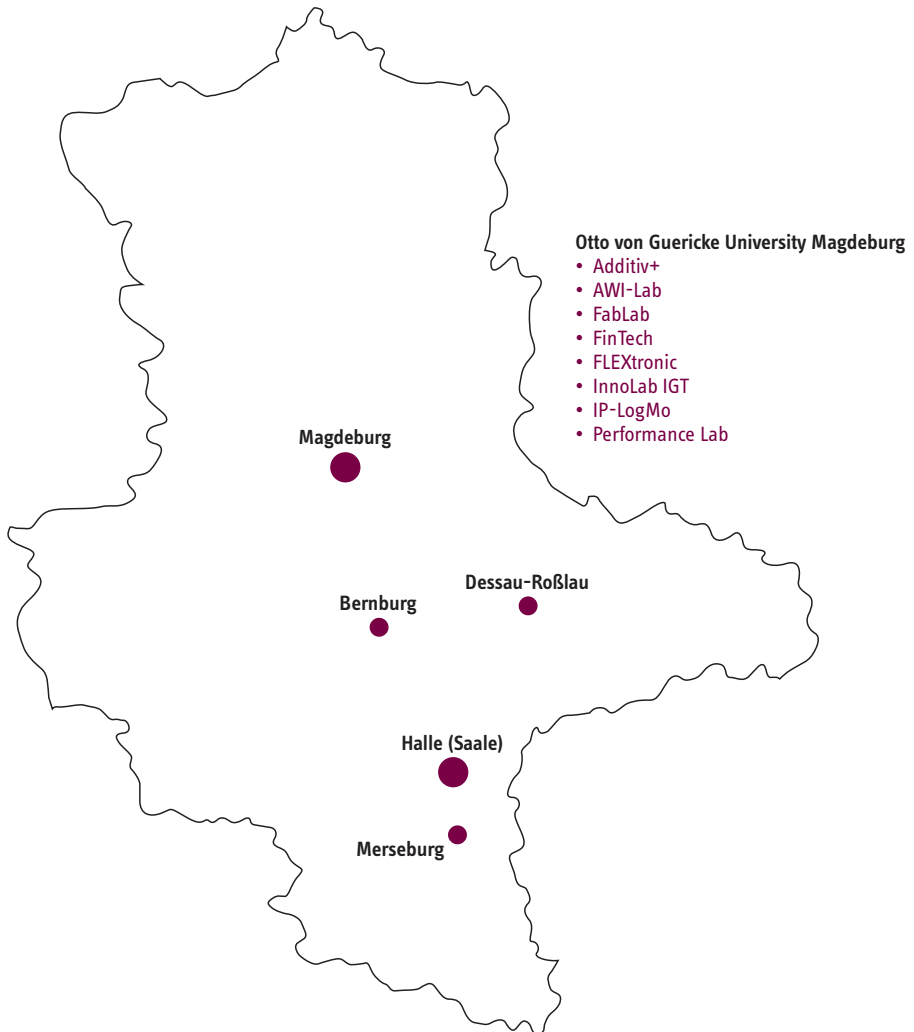 Otto von Guericke University Magdeburg
• Additiv+
• AWI-Lab
• FabLab
• FinTech
• FLEXtronic
• InnoLab IGT
• IP-LogMo
• Performance Lab
Magdeburg
Dessau-Roßlau
Bernburg
Halle (Saale)
Merseburg